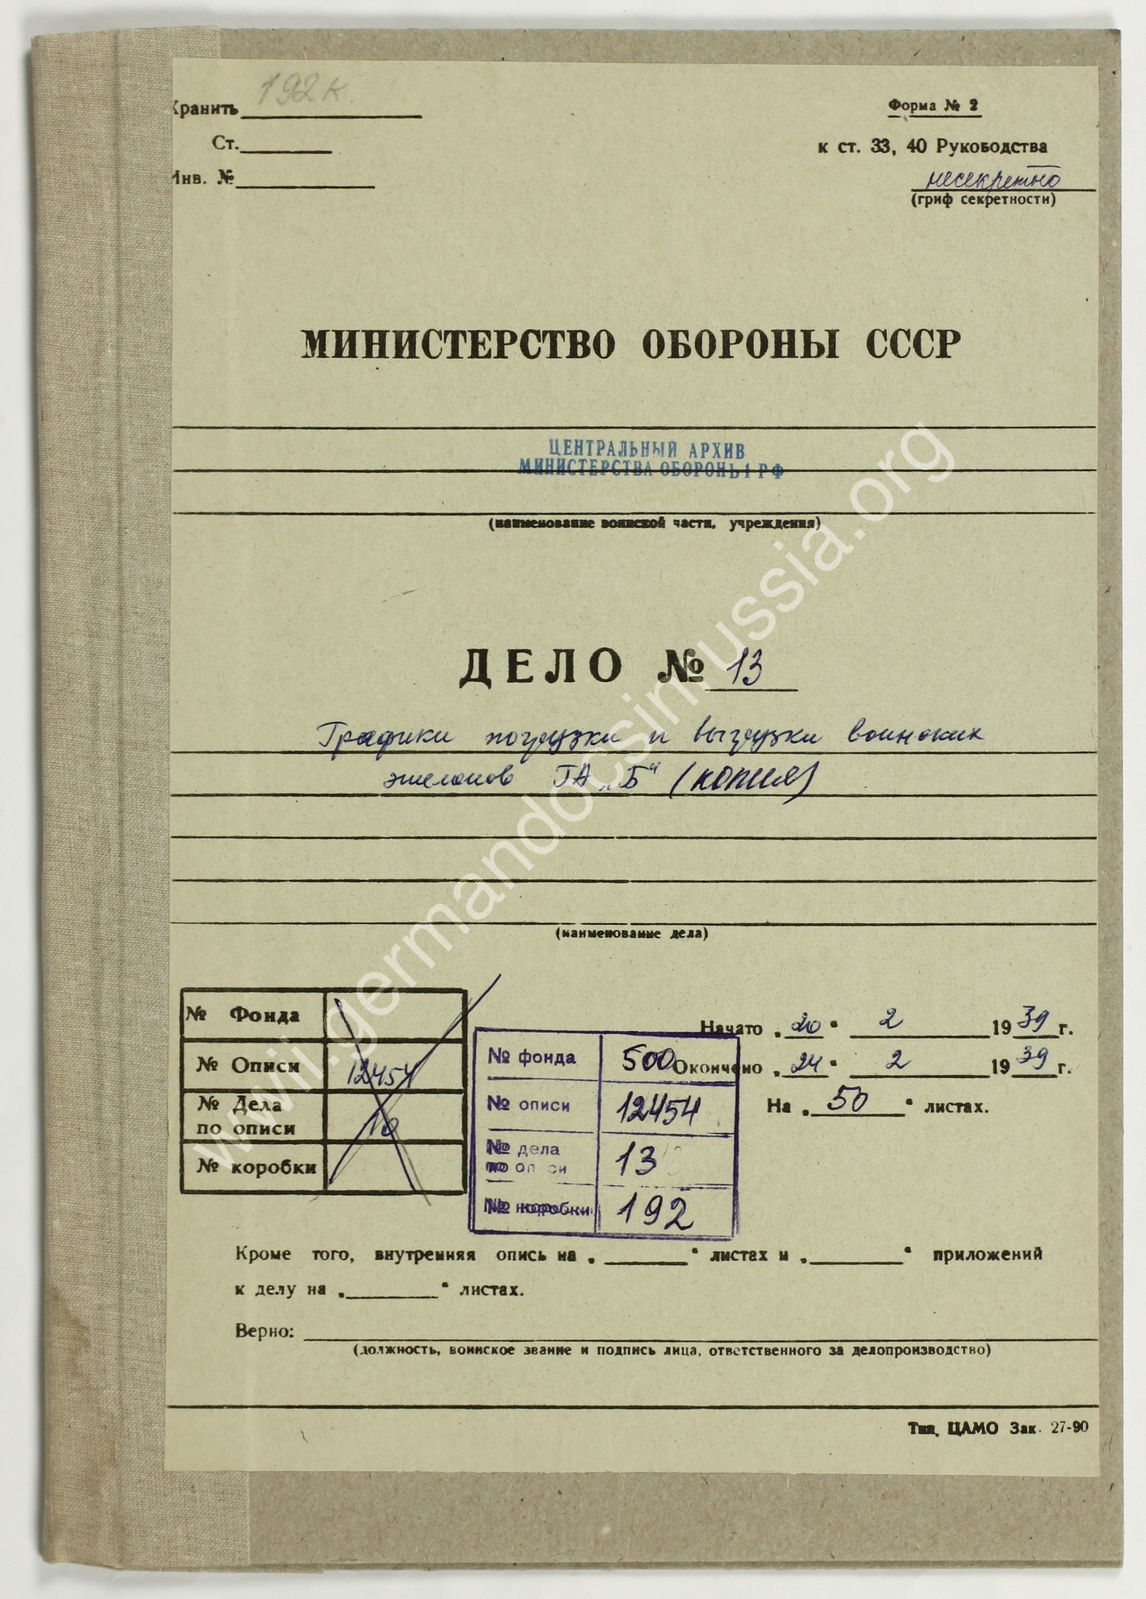 Хранить 192 к.
Форма № 2
Ст.
к ст. 33, 40 Руководства
Инв. №
несекретно
(гриф секретности)
МИНИСТЕРСТВО ОБОРОНЫ СССР
ЦЕНТРАЛЬНЫЙ АРХИВ
МИНИСТЕРСТВА ОБОРОНЫ РФ
(наименование воинской части, учреждения)
ДЕЛО № 13
Графики погрузки и выгрузки воинских
эшелонов ГА „Б“ (копия)
(наименование дела)
№ Фонда
№ Описи 12454
№ Дела
по описи 10
№ коробки
№ фонда 500
№ описи 12454
№ дела
по описи 13
№ коробки 192
Начато „20“ 2 1939 г.
Окончено „24“ 2 1939 г.
На „50“ листах.
Кроме того, внутренняя опись на „ “ листах и „ “ приложений
к делу на „ “ листах.
Верно:
(должность, воинское звание и подпись лица, ответственного за делопроизводство)
Тип. ЦАМО Зак. 27-90
wwii.germandocsinrussia.org